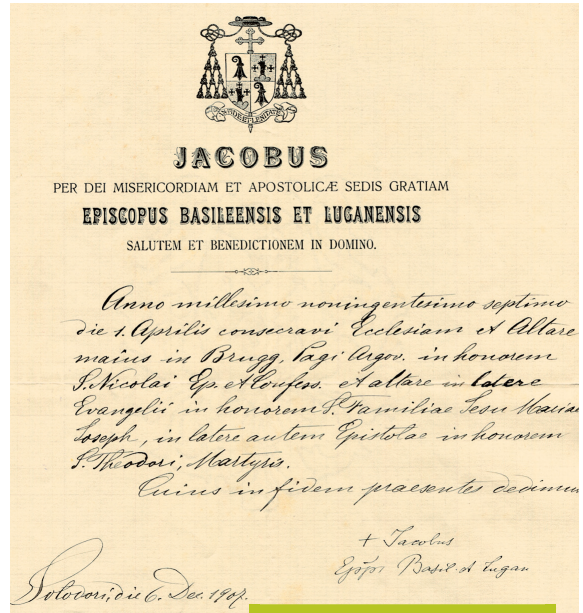 JACOBUS
PER DEI MISERICORDIAM ET APOSTOLICÆ SEDIS GRATIAM
EPISCOPUS BASILEENSIS ET LUGANENSIS
SALUTEM ET BENEDICTIONEM IN DOMINO.
Anno millesimo noningentesimo septimo
die 1. Aprilis consecravi Ecclesiam et Altare
maius in Brugg, Pagi Argov. in honorem
S. Nicolai Ep. et Confess. et altare in latere
Evangelii in honorem S. Familiae Jesu Mariae
Joseph, in latere autem Epistolae in honorem
S. Theodori, Martyris.
Cuius in fidem praesentes dedimus
+ Jacobus
Basil. et Lugan
Solodori, die 6. Dec. 1907.